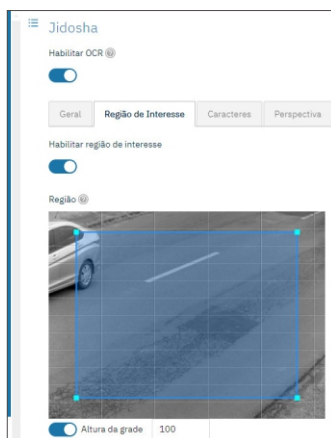 Jidosha
Habilitar OCR
Geral Região de Interesse Caracteres Perspectiva
Habilitar região de interesse
Região
Altura da grade 100